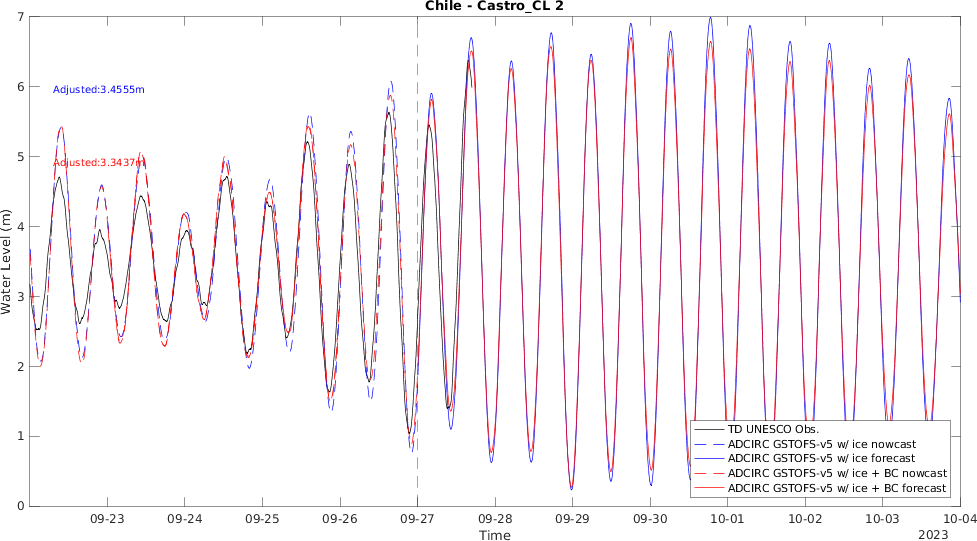 Chile - Castro_CL 2
7
6
5
4
3
2
1
0
Water Level (m)
Adjusted:3.4555m
Adjusted:3.3437m
TD UNESCO Obs.
ADCIRC GSTOFS-v5 w/ ice nowcast
ADCIRC GSTOFS-v5 w/ ice forecast
ADCIRC GSTOFS-v5 w/ ice + BC nowcast
ADCIRC GSTOFS-v5 w/ ice + BC forecast
09-23 09-24 09-25 09-26 09-27 09-28 09-29 09-30 10-01 10-02 10-03 10-04
Time
2023